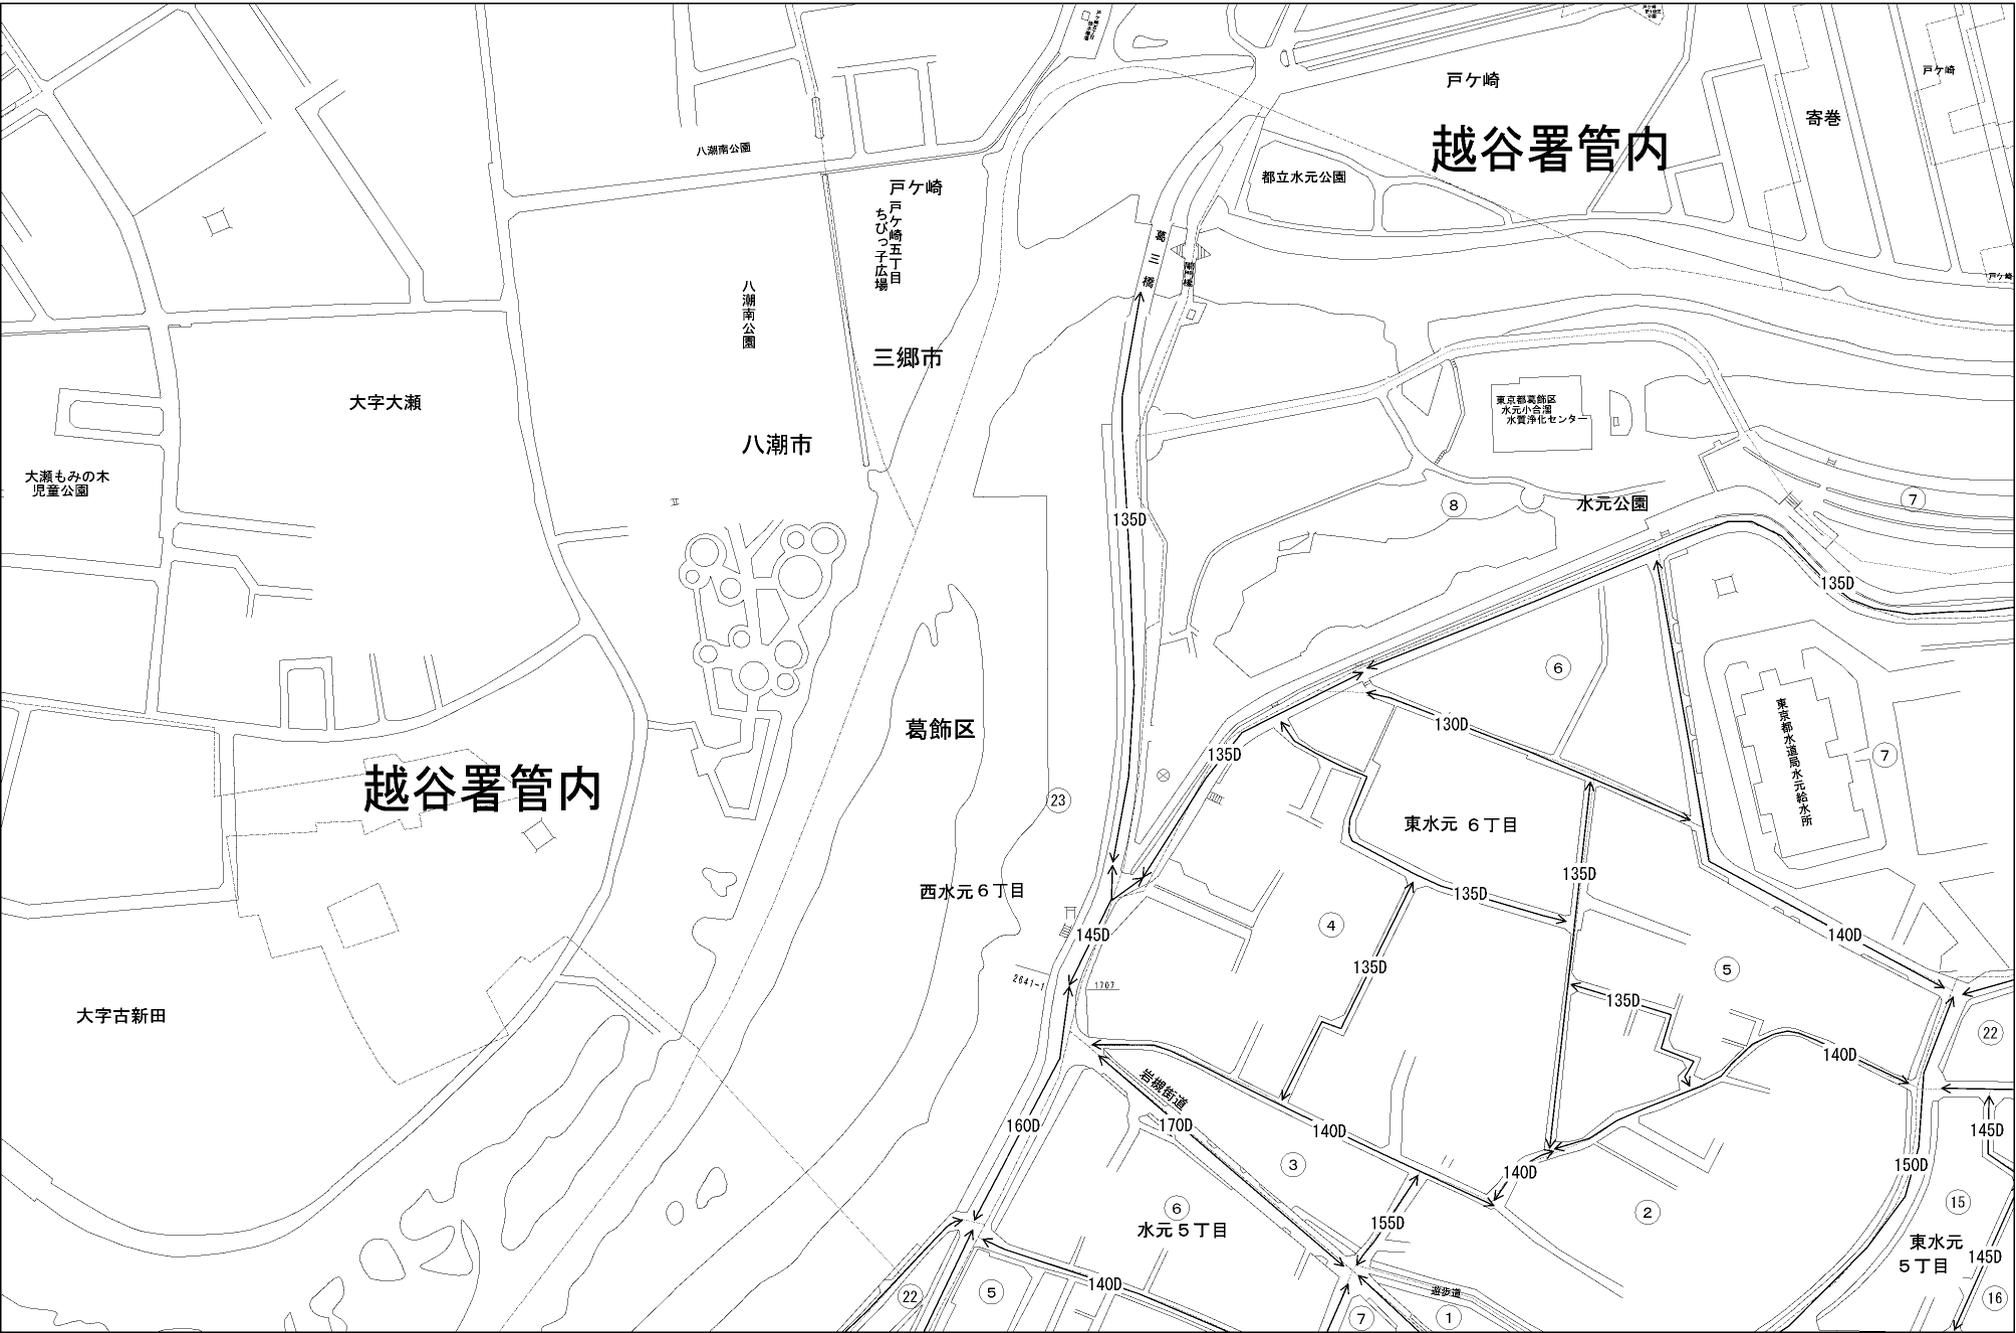 戸ケ崎
戸ケ崎
寄巻
越谷署管内
八潮南公園
都立水元公園
戸ケ崎
戸ケ崎五丁目
ちびっ子広場
葛三橋
戸ケ崎
八潮南公園
三郷市
大字大瀬
東京都葛飾区
水元小合溜
水質浄化センター
八潮市
大瀬もみの木
児童公園
135D
8
水元公園
7
135D
6
東京都水道局水元給水所
葛飾区
130D
135D
7
越谷署管内
23
東水元 6丁目
135D
西水元6丁目
135D
4
145D
140D
135D
5
2641-1
1707
135D
大字古新田
22
140D
岩槻街道
160D
170D
140D
145D
3
140D
150D
6
水元5丁目
155D
2
15
東水元
5丁目
145D
140D
遊歩道
22
5
7
1
16